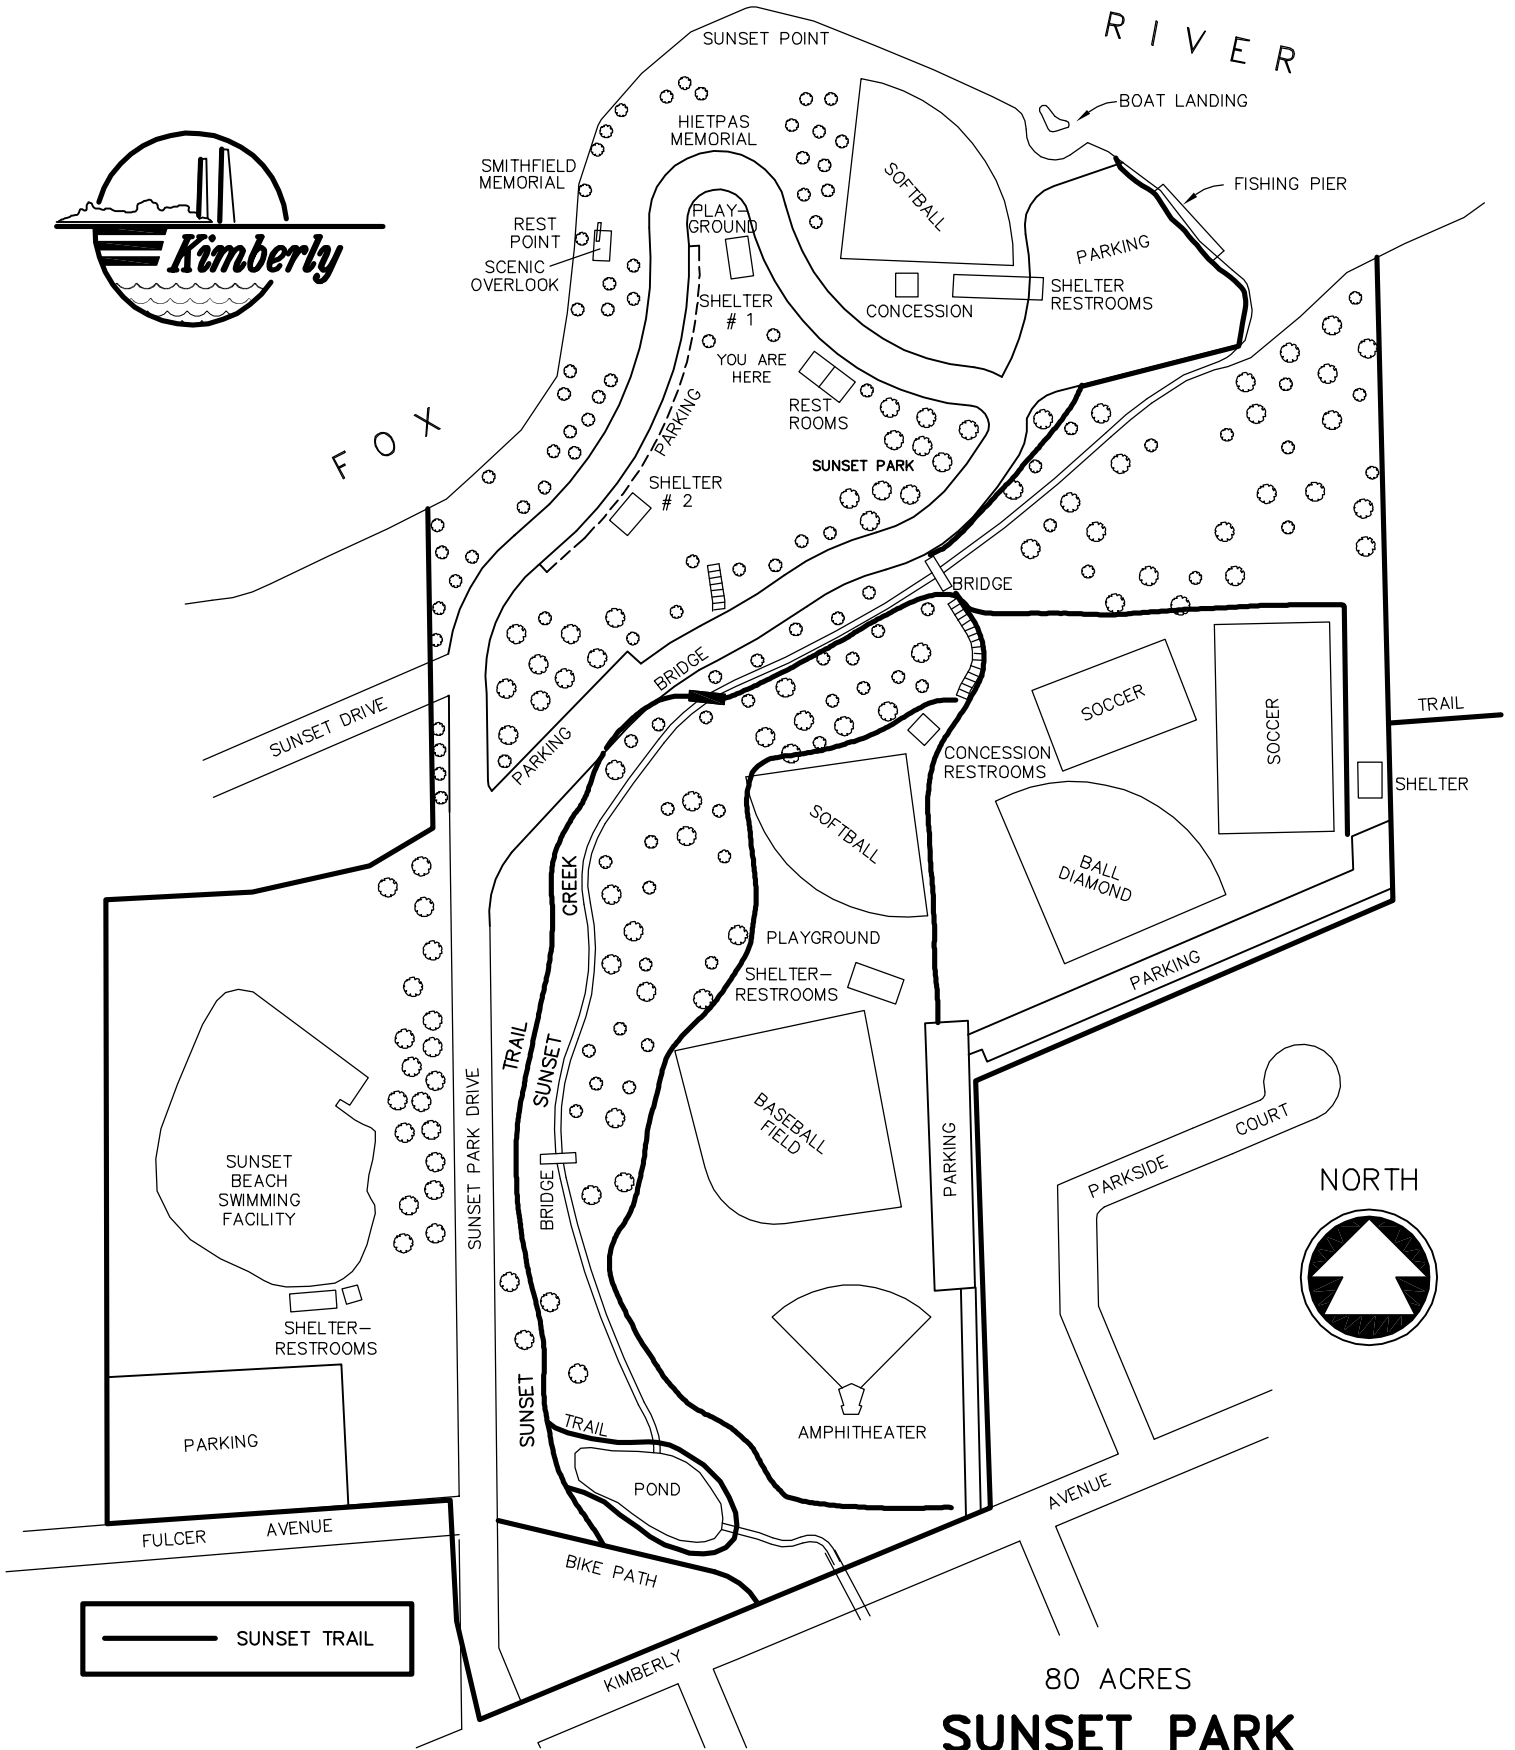 RIVER
SUNSET POINT
BOAT LANDING
HIETPAS
MEMORIAL
SMITHFIELD
MEMORIAL
FISHING PIER
SOFTBALL
PLAY-
GROUND
REST
POINT
SCENIC
OVERLOOK
Kimberly
PARKING
SHELTER
RESTROOMS
CONCESSION
SHELTER
# 1
YOU ARE
HERE
REST
ROOMS
FOX
PARKING
SUNSET PARK
SHELTER
# 2
BRIDGE
BRIDGE
SUNSET DRIVE
PARKING
SOCCER
SOCCER
TRAIL
CONCESSION
RESTROOMS
SHELTER
SOFTBALL
BALL
DIAMOND
CREEK
PLAYGROUND
SHELTER-
RESTROOMS
PARKING
TRAIL
SUNSET
SUNSET PARK DRIVE
BASEBALL
FIELD
PARKING
PARKSIDE
COURT
SUNSET
BEACH
SWIMMING
FACILITY
BRIDGE
NORTH
SHELTER-
RESTROOMS
SUNSET
TRAIL
AMPHITHEATER
PARKING
POND
AVENUE
FULCER AVENUE
BIKE PATH
SUNSET TRAIL
KIMBERLY
80 ACRES
SUNSET PARK